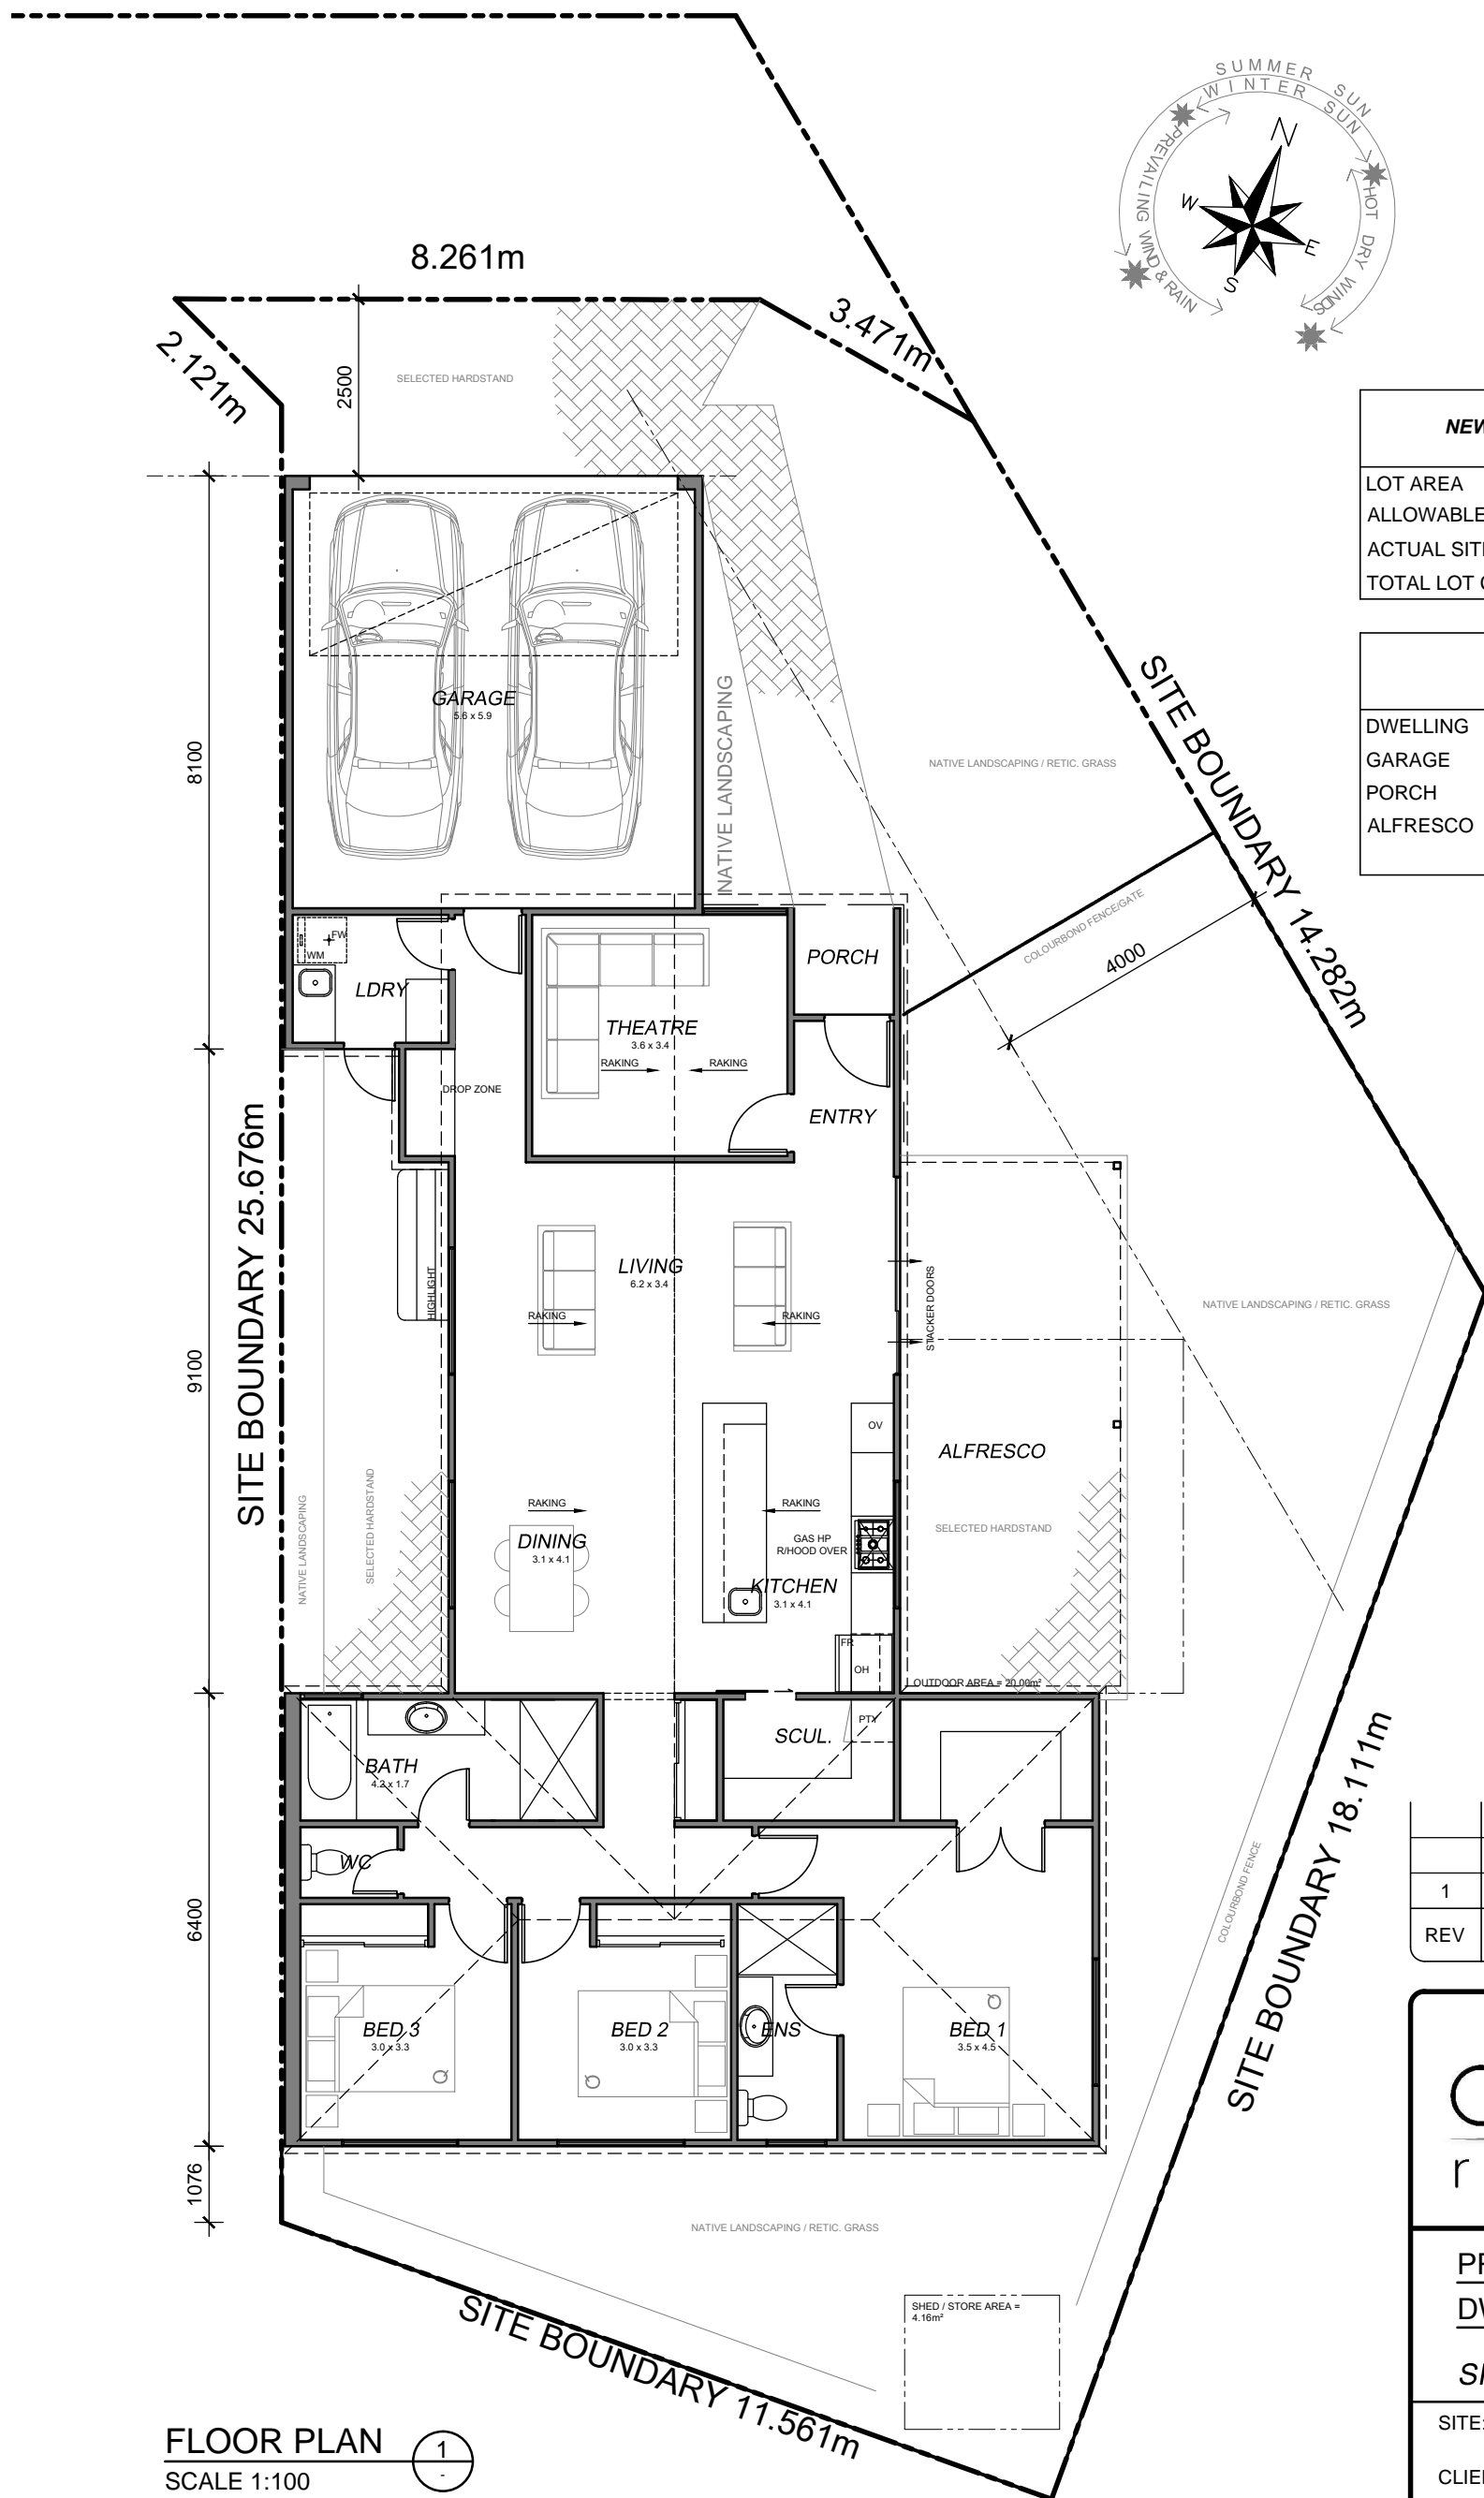 SUMMER SUN
WINTER SUN
PREVAILING WIND & RAIN
HOT DRY WINDS
N
W
E
S
8.261m
2.121m
3.471m
2500
SELECTED HARDSTAND
LOT AREA
ALLOWABLE
DWELLING
GARAGE
PORCH
ALFRESCO
8100
GARAGE
5.6 x 5.9
NATIVE LANDSCAPING
NATIVE LANDSCAPING / RETIC. GRASS
SITE BOUNDARY 14.282m
COLOURBOND FENCE/GATE
4000
FW
WM
LDRY
PORCH
THEATRE
3.6 x 3.4
RAKING
RAKING
DROP ZONE
ENTRY
SITE BOUNDARY 25.676m
9100
LIVING
6.2 x 3.4
HIGHLIGHT
RAKING
RAKING
STACKER DOORS
NATIVE LANDSCAPING / RETIC. GRASS
OV
ALFRESCO
RAKING
RAKING
NATIVE LANDSCAPING
SELECTED HARDSTAND
DINING
3.1 x 4.1
GAS HP
R/HOOD OVER
SELECTED HARDSTAND
KITCHEN
3.1 x 4.1
FR
OH
OUTDOOR AREA = 20.00m²
PTY
SCUL.
BATH
4.2 x 1.7
WC
6400
COLOURBOND FENCE
SITE BOUNDARY 18.111m
1
REV
BED 3
3.0 x 3.3
BED 2
3.0 x 3.3
ENS
BED 1
3.5 x 4.5
Q
Q
Q
1076
NATIVE LANDSCAPING / RETIC. GRASS
SHED / STORE AREA =
4.16m²
SITE BOUNDARY 11.561m
FLOOR PLAN
1
-
SCALE 1:100
SITE: